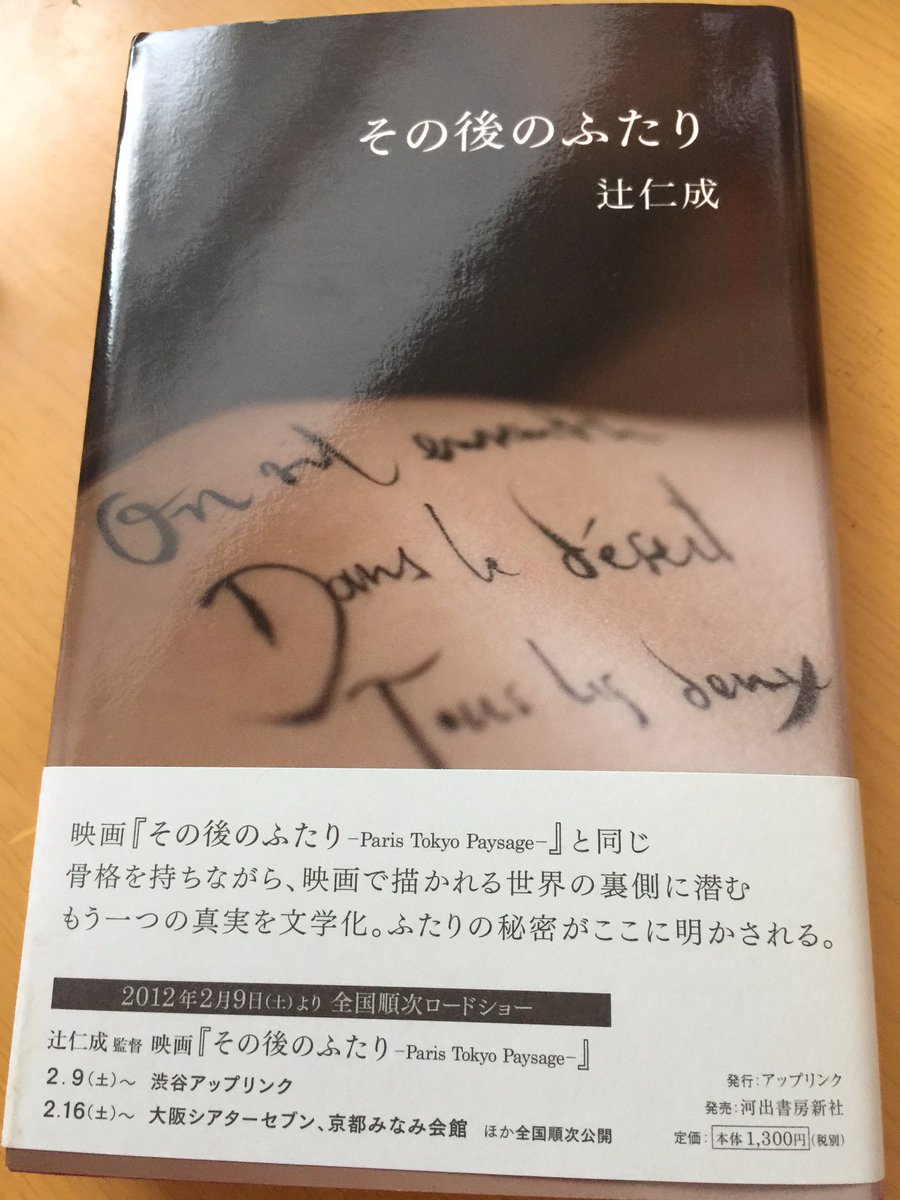 その後のふたり
辻仁成
On est ensemble
Dans le désert
Tous les deux
映画『その後のふたり-Paris Tokyo Paysage-』と同じ
骨格を持ちながら、映画で描かれる世界の裏側に潜む
もう一つの真実を文学化。ふたりの秘密がここに明かされる。
2012年2月9日(土)より 全国順次ロードショー
辻仁成 監督 映画『その後のふたり-Paris Tokyo Paysage-』
2.9(土)～ 渋谷アップリンク
2.16(土)～ 大阪シアターセブン、京都みなみ会館 ほか全国順次公開
発行:アップリンク
発売:河出書房新社
定価: 本体1,300円(税別)